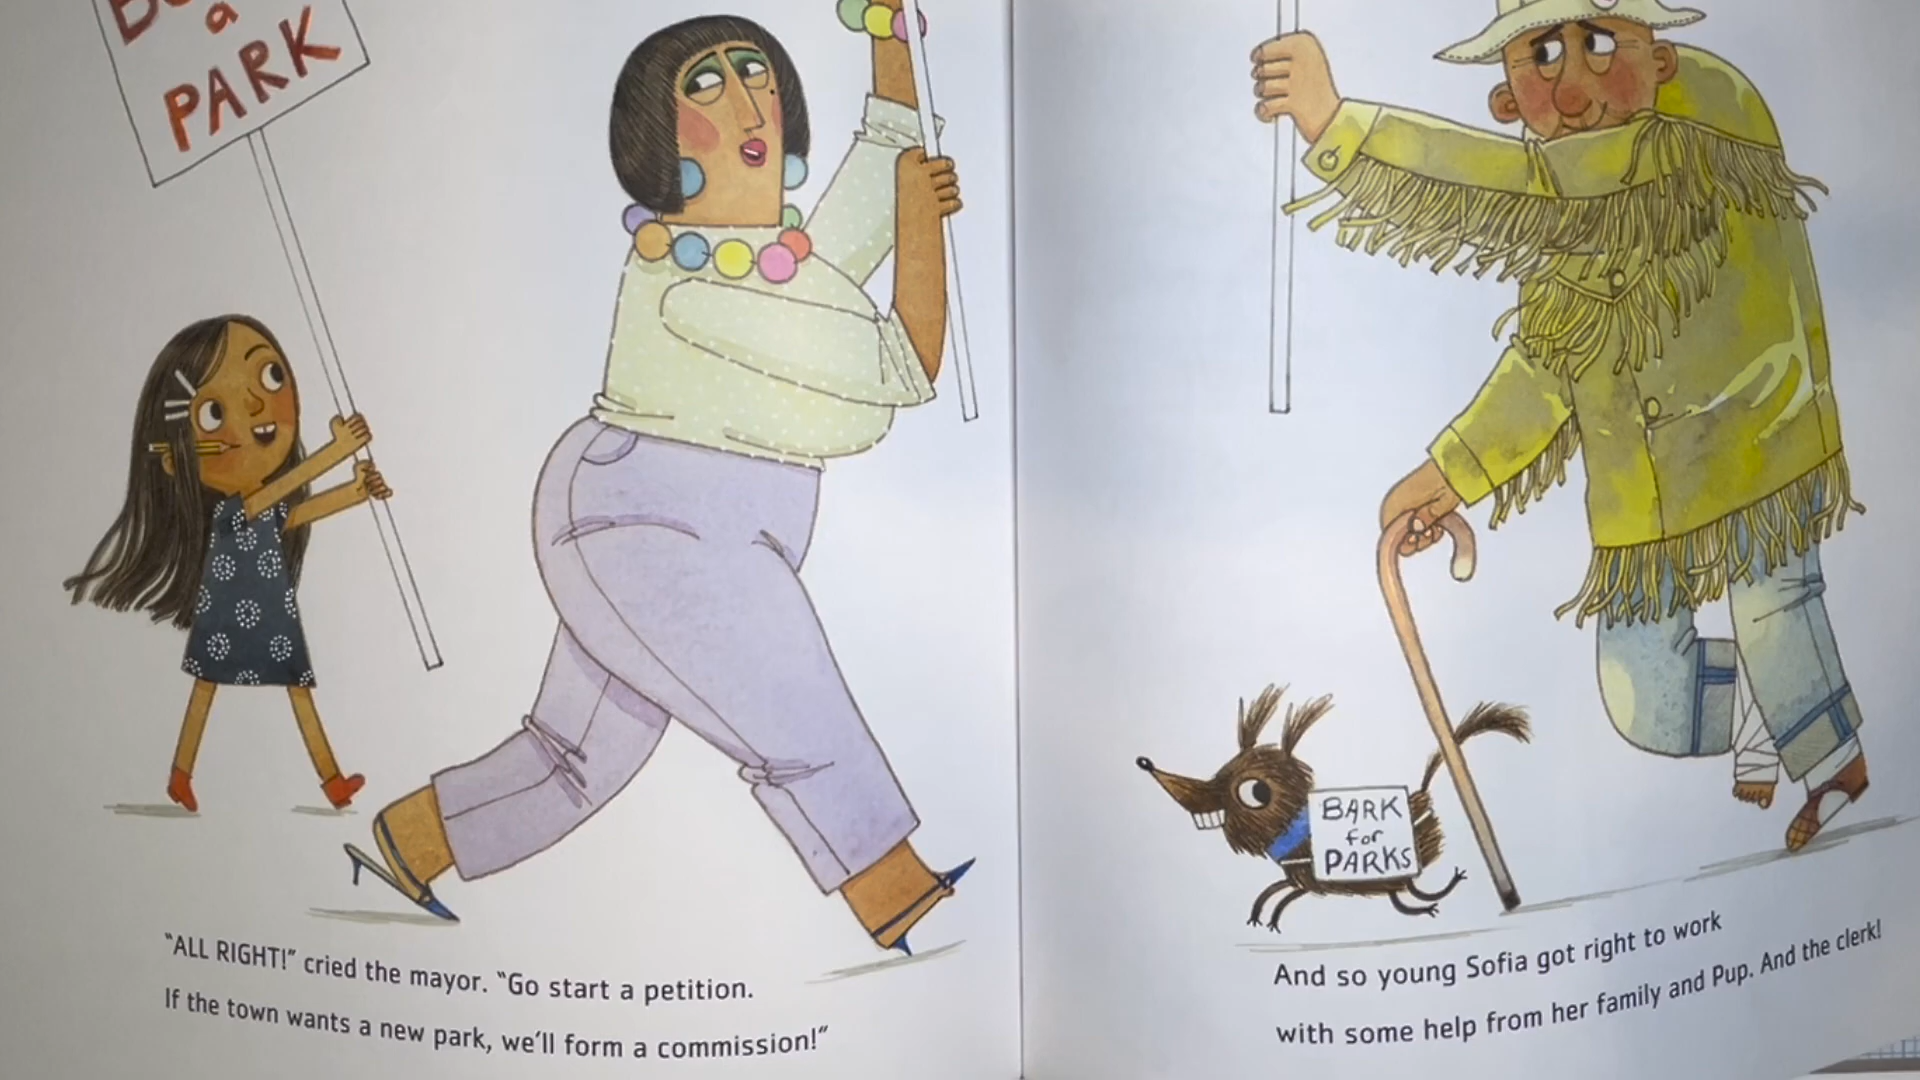 a
PARK
BARK
for
PARKS
"ALL RIGHT!" cried the mayor. "Go start a petition.
If the town wants a new park, we'll form a commission!"
And so young Sofia got right to work
with some help from her family and Pup. And the clerk!